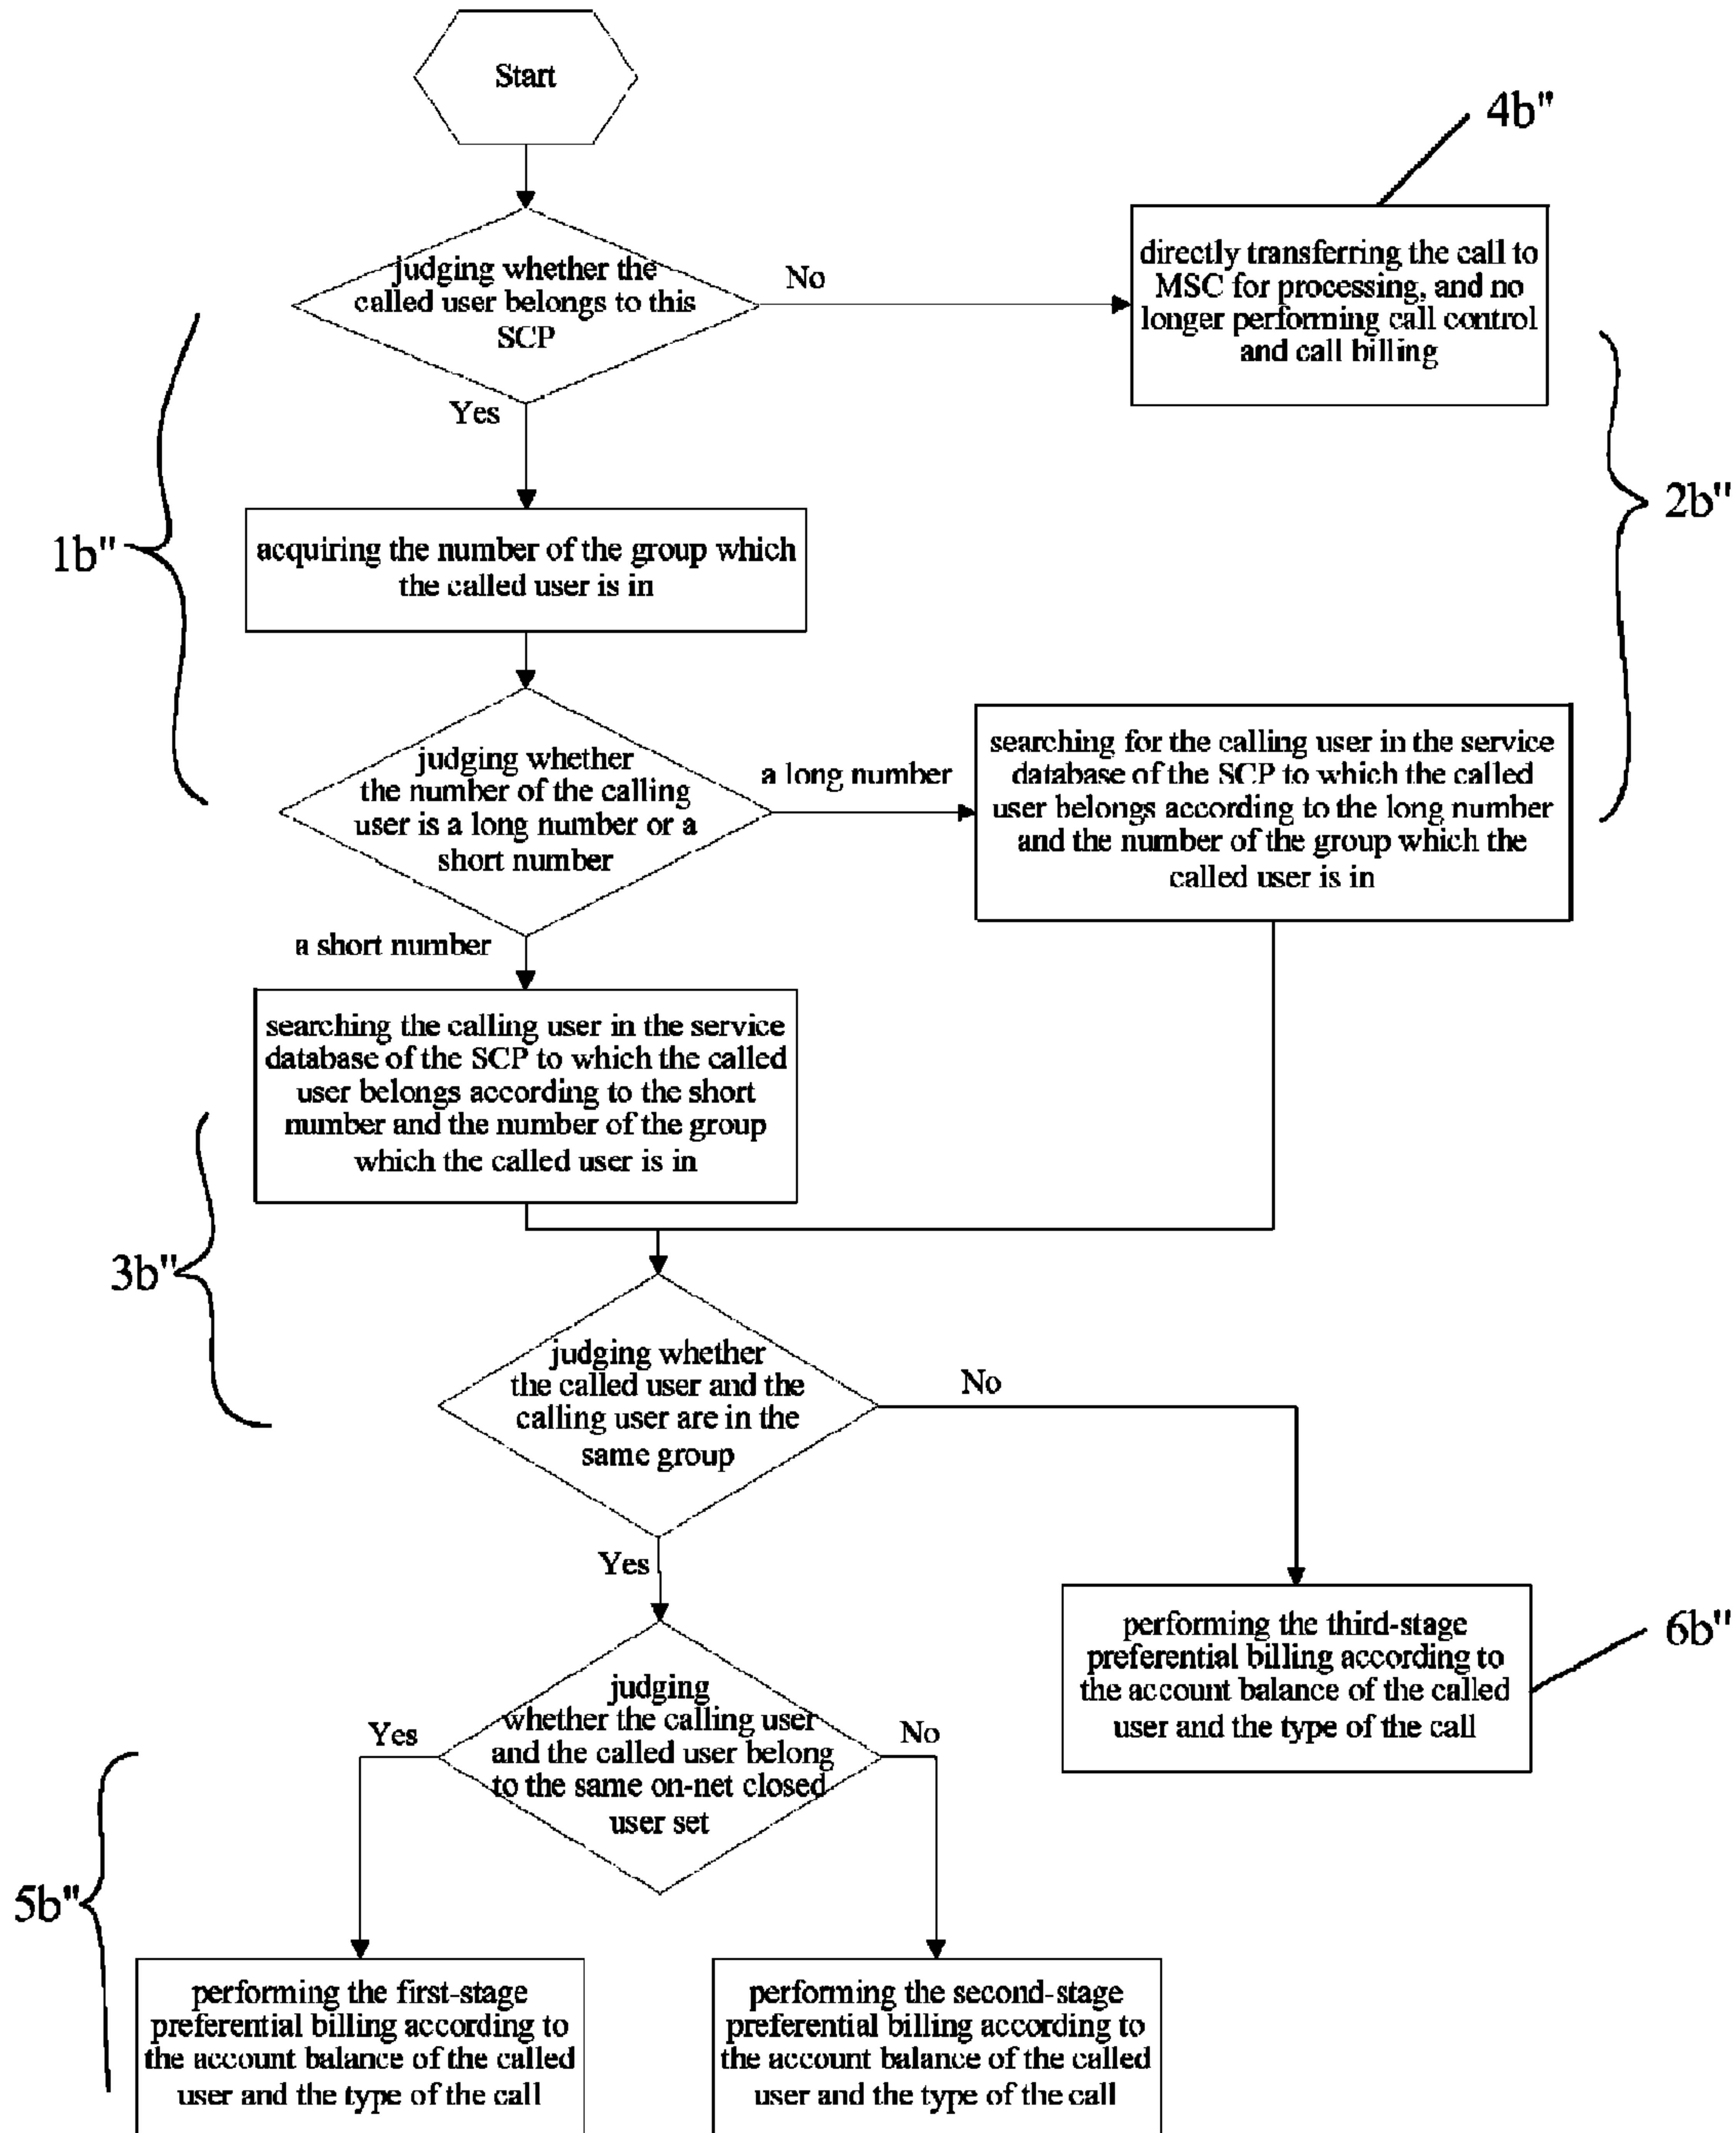 Start
4b"
judging whether the
called user belongs to this
SCP
No
directly transferring the call to
MSC for processing, and no
longer performing call control
and call billing
Yes
1b"
2b"
acquiring the number of the group which
the called user is in
judging whether
the number of the calling
user is a long number or a
short number
a long number
searching for the calling user in the service
database of the SCP to which the called
user belongs according to the long number
and the number of the group which the
called user is in
a short number
searching the calling user in the service
database of the SCP to which the called
user belongs according to the short
number and the number of the group
which the called user is in
3b"
judging whether
the called user and the
calling user are in the
same group
No
Yes
performing the third-stage
preferential billing according to
the account balance of the called
user and the type of the call
6b"
judging
whether the calling user
and the called user belong
to the same on-net closed
user set
Yes
No
5b"
performing the first-stage
preferential billing according to
the account balance of the called
user and the type of the call
performing the second-stage
preferential billing according to
the account balance of the called
user and the type of the call